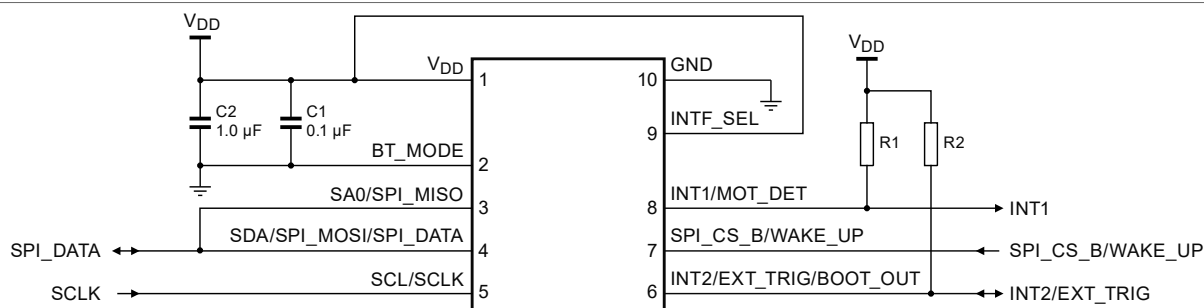 VDD
VDD
VDD
1
10
GND
C2
1.0 µF
C1
0.1 µF
9
INTF_SEL
R1
R2
BT_MODE
2
SA0/SPI_MISO
3
8
INT1/MOT_DET
INT1
SPI_DATA
SDA/SPI_MOSI/SPI_DATA
4
7
SPI_CS_B/WAKE_UP
SPI_CS_B/WAKE_UP
SCLK
SCL/SCLK
5
6
INT2/EXT_TRIG/BOOT_OUT
INT2/EXT_TRIG